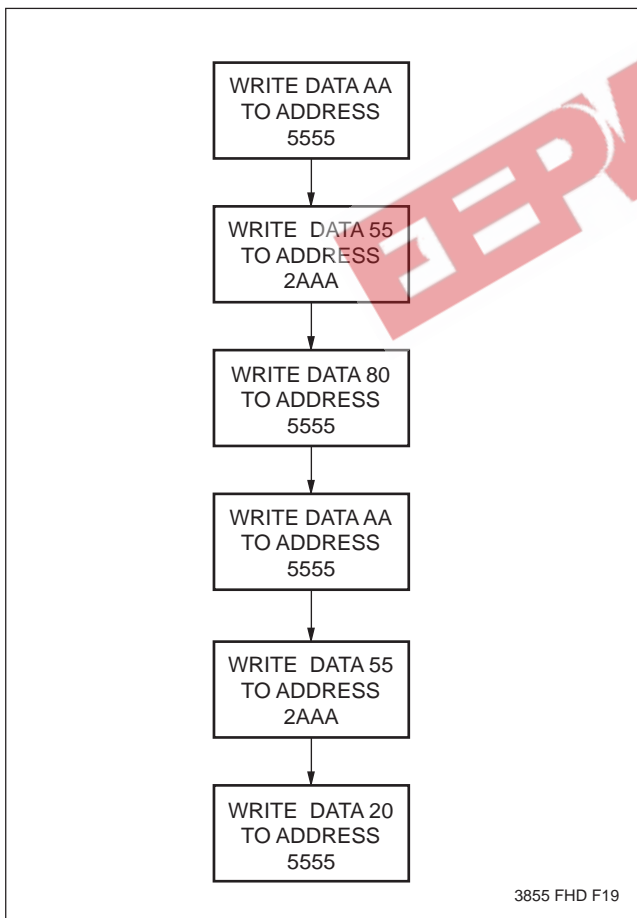 WRITE DATA AA
TO ADDRESS
5555
WRITE DATA 55
TO ADDRESS
2AAA
WRITE DATA 80
TO ADDRESS
5555
WRITE DATA AA
TO ADDRESS
5555
WRITE DATA 55
TO ADDRESS
2AAA
WRITE DATA 20
TO ADDRESS
5555
3855 FHD F19